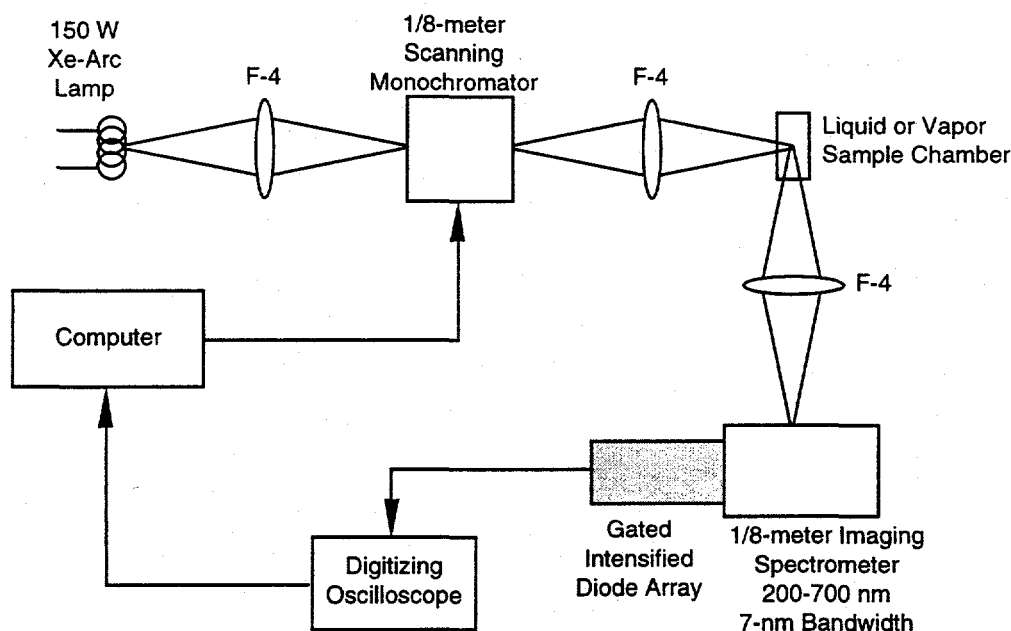 150 W
Xe-Arc
Lamp
F-4
1/8-meter
Scanning
Monochromator
F-4
Liquid or Vapor
Sample Chamber
F-4
Computer
Digitizing
Oscilloscope
Gated
Intensified
Diode Array
1/8-meter Imaging
Spectrometer
200-700 nm
7-nm Bandwidth